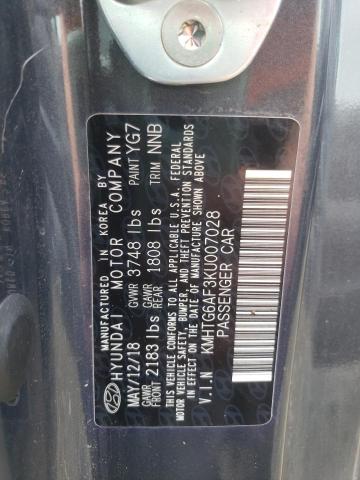 MANUFACTURED IN KOREA BY
HYUNDAI MOTOR COMPANY
MAY/12/18 GVWR 3748 lbs PAINT YG7
GAWR FRONT 2183 lbs GAWR REAR 1808 lbs TRIM NNB
THIS VEHICLE CONFORMS TO ALL APPLICABLE U.S.A. FEDERAL
MOTOR VEHICLE SAFETY, BUMPER, AND THEFT
PREVENTION STANDARDS IN EFFECT ON THE DATE OF MANUFACTURE SHOWN ABOVE
V.I.N KMHTG6AF3KU007028
PASSENGER CAR